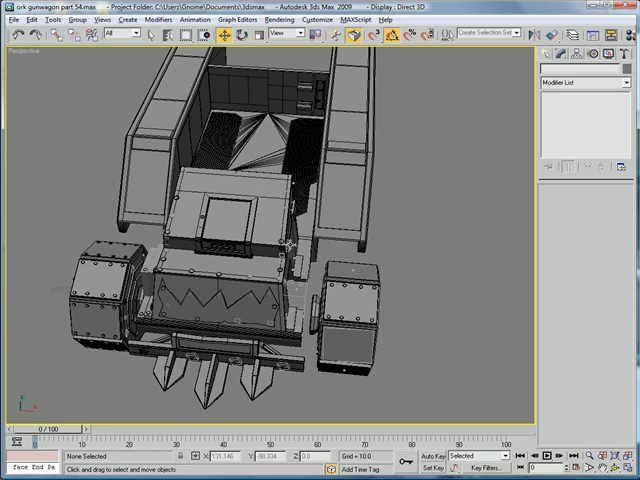 ork gunwagon part 54.max - Project Folder: C:\Users\Gnome\Documents\3dsmax - Autodesk 3ds Max 2009 - Display : Direct 3D
File Edit Tools Group Views Create Modifiers Animation Graph Editors Rendering Customize MAXScript Help
All View Create Selection Set
Perspective
Modifier List
0 / 100
0 10 20 30 40 50 60 70 80 90 100
None Selected X: 131.146 Y: -98.334 Z: 0.0 Grid = 10.0 Auto Key Selected
face End Pa Click and drag to select and move objects Add Time Tag Set Key Key Filters... 0